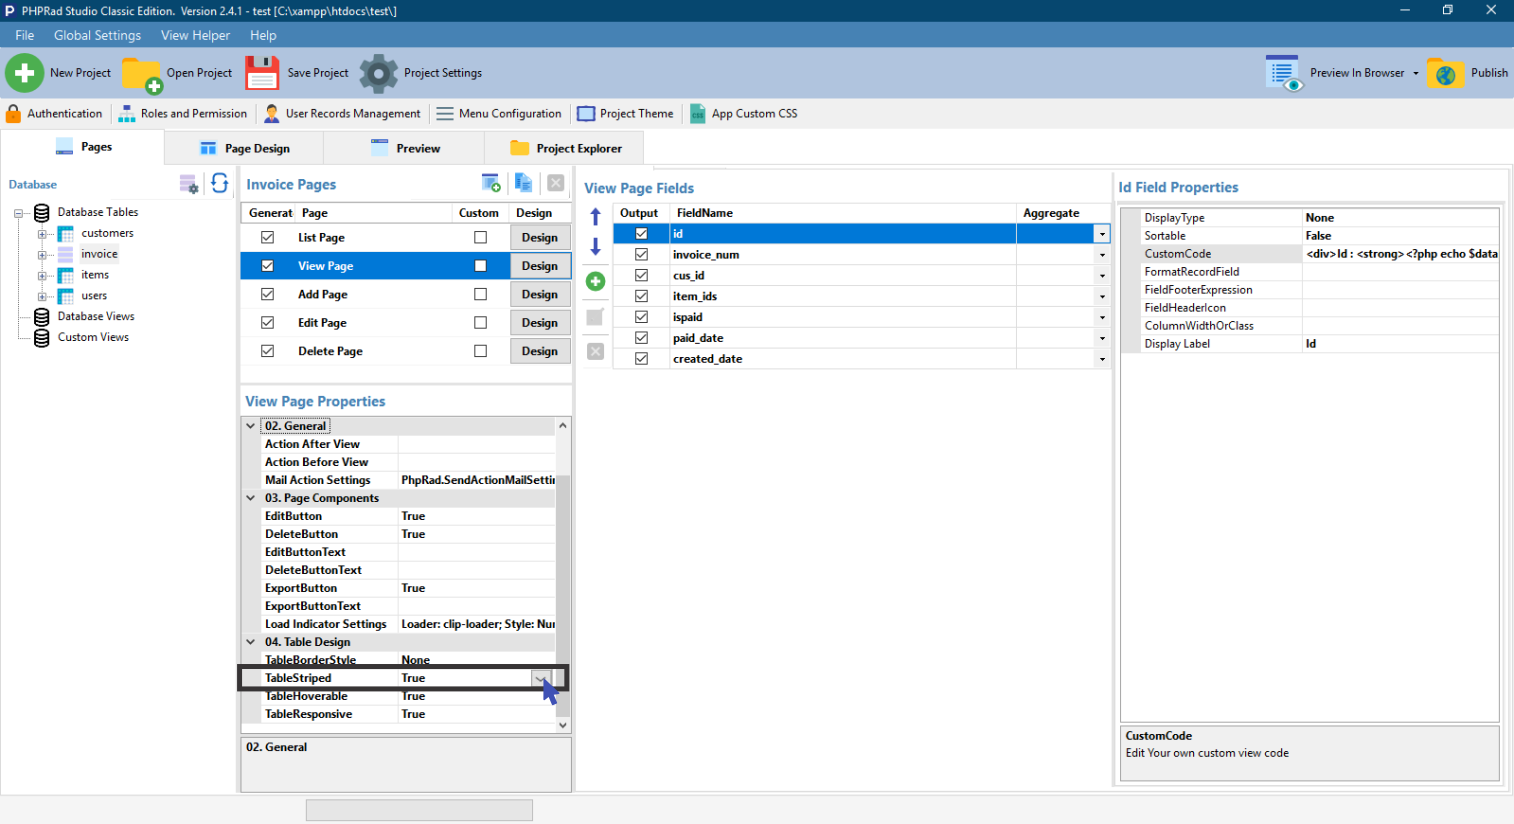 PHPRad Studio Classic Edition.  Version 2.4.1 - test [C:\xampp\htdocs\test\]
File Global Settings View Helper Help
New Project Open Project Save Project Project Settings Preview In Browser Publish
Authentication Roles and Permission User Records Management Menu Configuration Project Theme App Custom CSS
Pages Page Design Preview Project Explorer
Database
Database Tables
customers
invoice
items
users
Database Views
Custom Views
Invoice Pages
Generat Page Custom Design
List Page Design
View Page Design
Add Page Design
Edit Page Design
Delete Page Design
View Page Properties
02. General
Action After View
Action Before View
Mail Action Settings PhpRad.SendActionMailSettin
03. Page Components
EditButton True
DeleteButton True
EditButtonText
DeleteButtonText
ExportButton True
ExportButtonText
Load Indicator Settings Loader: clip-loader; Style: Nur
04. Table Design
TableBorderStyle None
TableStriped True
TableHoverable True
TableResponsive True
02. General
View Page Fields
Output FieldName Aggregate
id
invoice_num
cus_id
item_ids
ispaid
paid_date
created_date
Id Field Properties
DisplayType None
Sortable False
CustomCode <div>Id : <strong><?php echo $data
FormatRecordField
FieldFooterExpression
FieldHeaderIcon
ColumnWidthOrClass
Display Label Id
CustomCode
Edit Your own custom view code